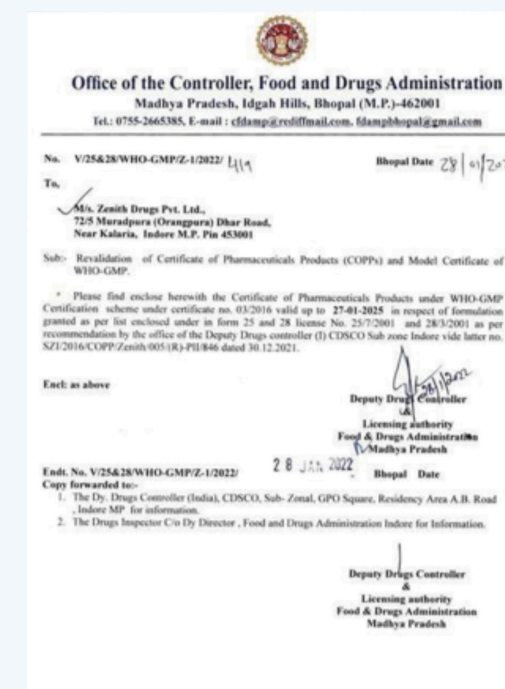 Office of the Controller, Food and Drugs Administration
Madhya Pradesh, Idgah Hills, Bhopal (M.P.)-462001
Tel.: 0755-2665385, E-mail : cfdamp@rediffmail.com, fdampbhopal@gmail.com
No. V/25&28/WHO-GMP/Z-1/2022/ 419 Bhopal Date 28/01/202
To,
M/s. Zenith Drugs Pvt. Ltd.,
72/5 Muradpura (Orangpura) Dhar Road,
Near Kalaria, Indore M.P. Pin 453001
Sub:- Revalidation of Certificate of Pharmaceuticals Products (COPPs) and Model Certificate of
WHO-GMP.
* Please find enclose herewith the Certificate of Pharmaceuticals Products under WHO-GMP
Certification scheme under certificate no. 03/2016 valid up to 27-01-2025 in respect of formulation
granted as per list enclosed under in form 25 and 28 license No. 25/7/2001 and 28/3/2001 as per
recommendation by the office of the Deputy Drugs controller (I) CDSCO Sub zone Indore vide latter no.
SZI/2016/COPP/Zenith/005/(R)-PII/846 dated 30.12.2021.
28/1/2022
Encl: as above
Deputy Drugs Controller
&
Licensing authority
Food & Drugs Administration
Madhya Pradesh
28 JAN 2022
Endt. No. V/25&28/WHO-GMP/Z-1/2022/ Bhopal Date
Copy forwarded to:-
1. The Dy. Drugs Controller (India), CDSCO, Sub- Zonal, GPO Square, Residency Area A.B. Road
, Indore MP for information.
2. The Drugs Inspector C/o Dy Director , Food and Drugs Administration Indore for Information.
Deputy Drugs Controller
&
Licensing authority
Food & Drugs Administration
Madhya Pradesh